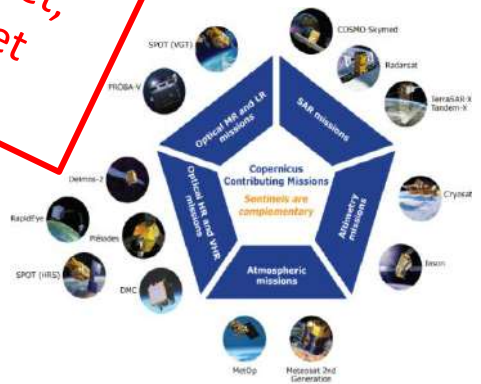 et
SPOT (VGT)
PROBA-V
COSMO-Skymed
Radarsat
TerraSAR-X
Tandem-X
Optical MR and LR
missions
SAR missions
Copernicus
Contributing Missions
Sentinels are
complementary
Optical HR and VHR
missions
Altimetry
missions
Atmospheric
missions
Deimos-2
RapidEye
Pléiades
SPOT (HRS)
DMC
Cryosat
Jason
MetOp
Meteosat 2nd
Generation